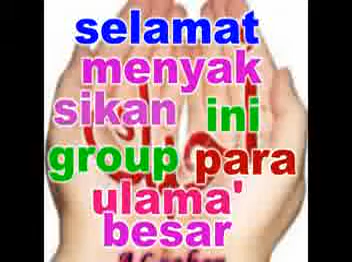 selamat
menyak
sikan ini
group para
ulama'
besar